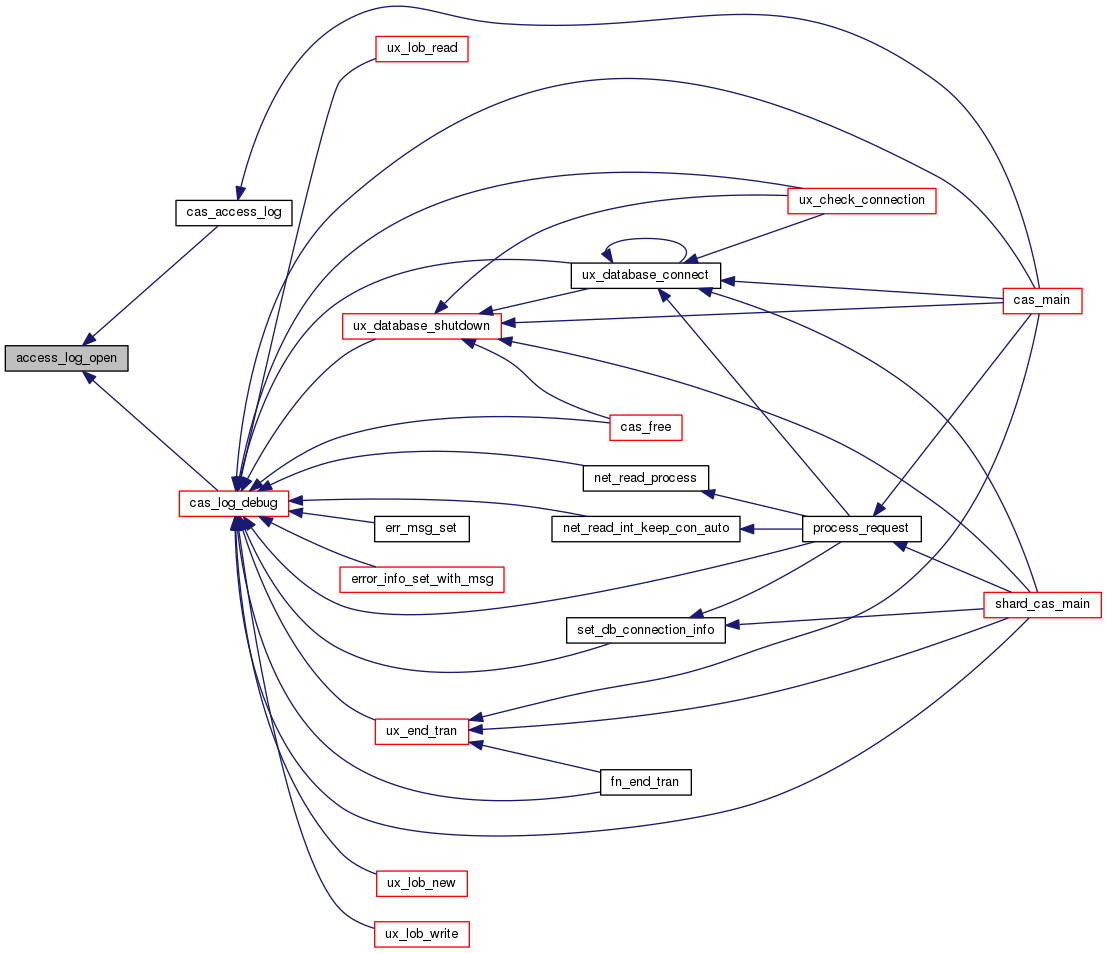 ux_lob_read
cas_access_log
ux_check_connection
ux_database_connect
cas_main
ux_database_shutdown
access_log_open
cas_free
net_read_process
cas_log_debug
err_msg_set
net_read_int_keep_con_auto
process_request
error_info_set_with_msg
shard_cas_main
set_db_connection_info
ux_end_tran
fn_end_tran
ux_lob_new
ux_lob_write